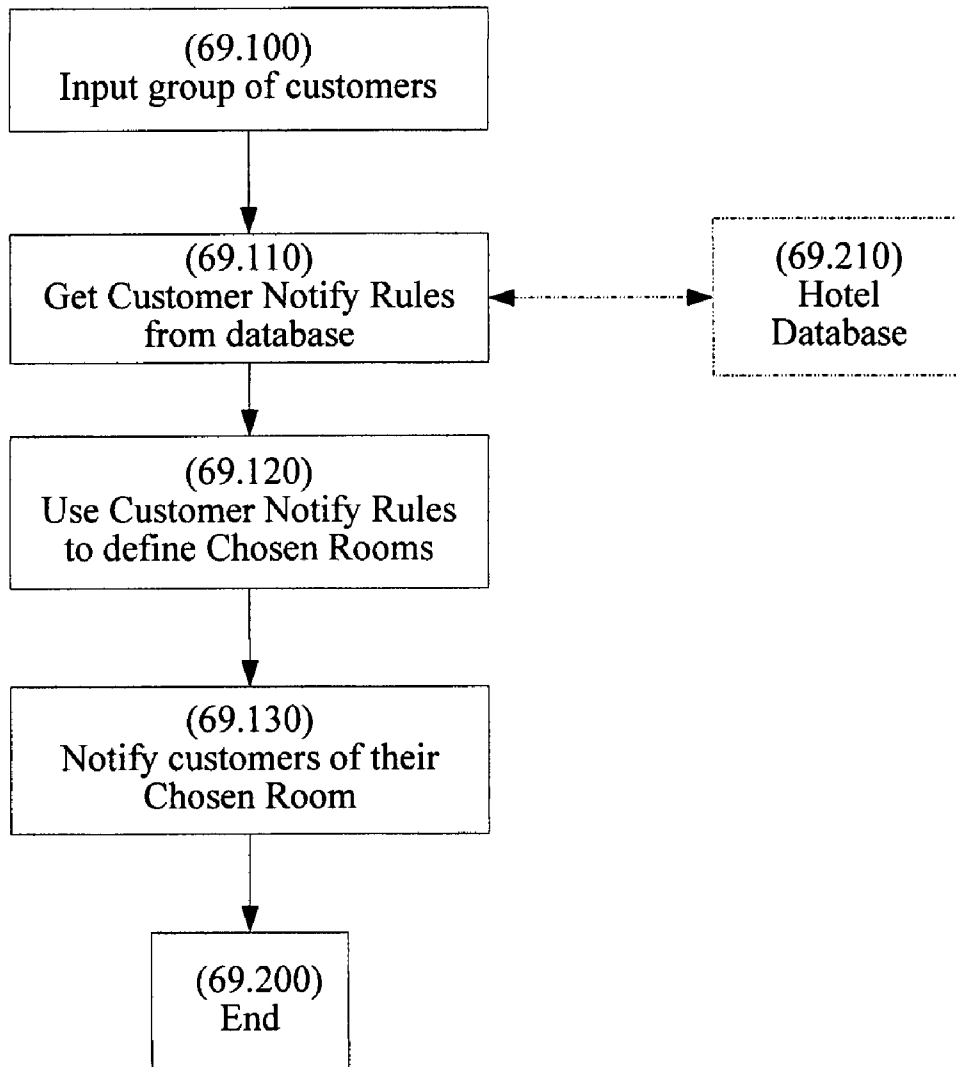 (69.100)
Input group of customers
(69.110)
Get Customer Notify Rules
from database
(69.210)
Hotel
Database
(69.120)
Use Customer Notify Rules
to define Chosen Rooms
(69.130)
Notify customers of their
Chosen Room
(69.200)
End